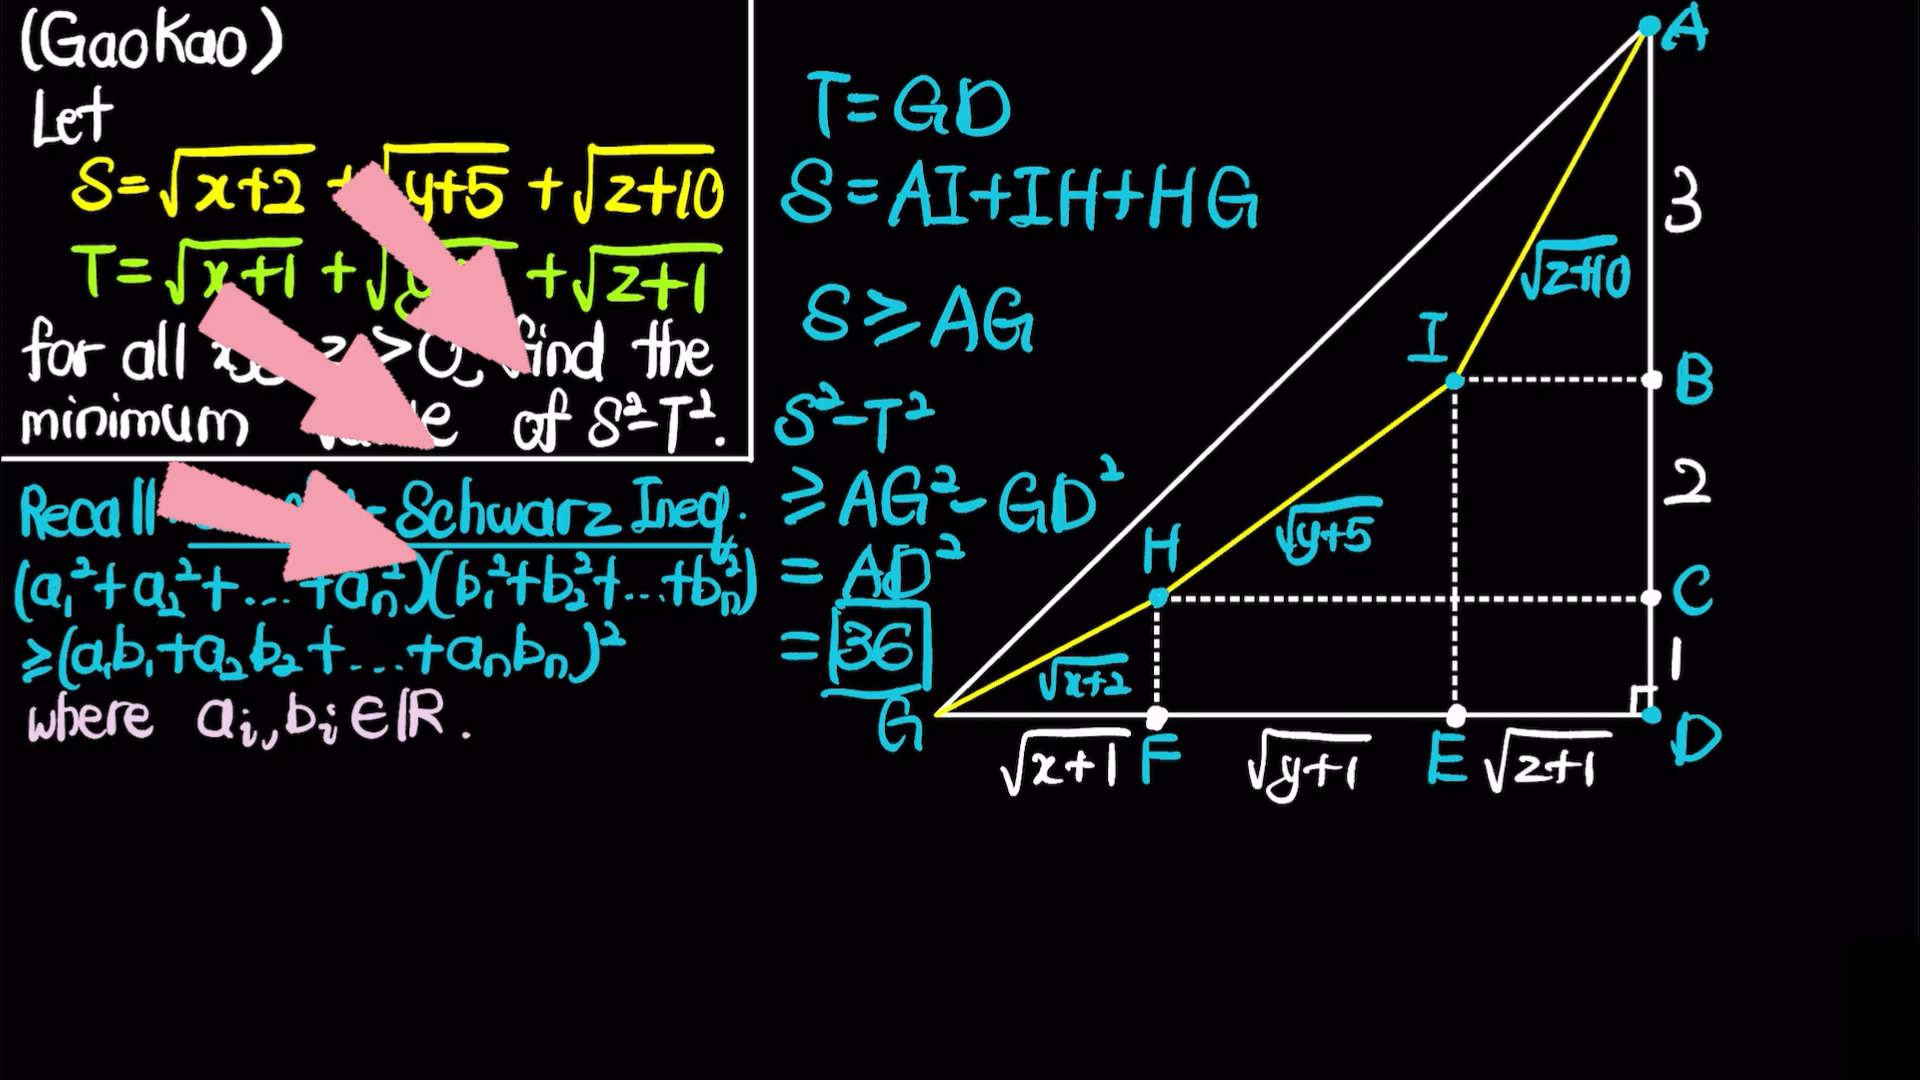 (GaoKao)
Let
S=√x+2 + √y+5 + √z+10
T=√x+1 + √ + √z+1
for all >0, find the
minimum of S²-T².
Recall -Schwarz Ineq.
(a₁²+a₂²+...+aₙ²)(b₁²+b₂²+...+bₙ²)
≥(a₁b₁+a₂b₂+...+aₙbₙ)²
where aᵢ,bᵢ∈ℝ.
T=GD
S=AI+IH+HG
S≥AG
S²-T²
≥AG²-GD²
=AD²
=36
A
3
√z+10
I
B
2
√y+5
H
C
1
√x+2
G
D
√x+1
F
√y+1
E
√z+1